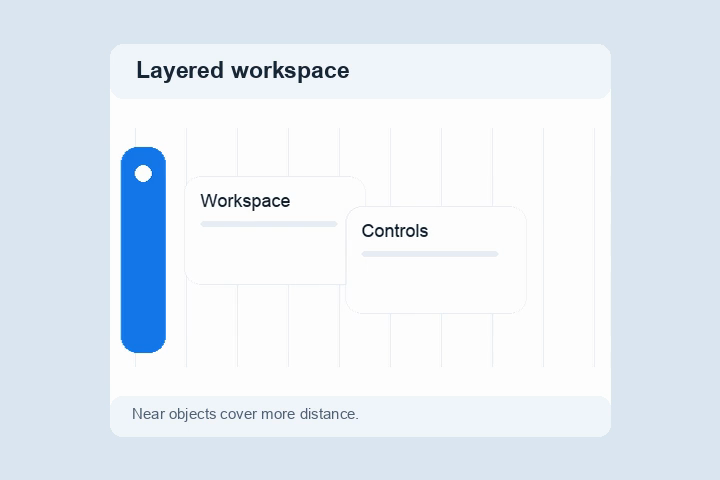 Layered workspace
Workspace
Controls
Near objects cover more distance.